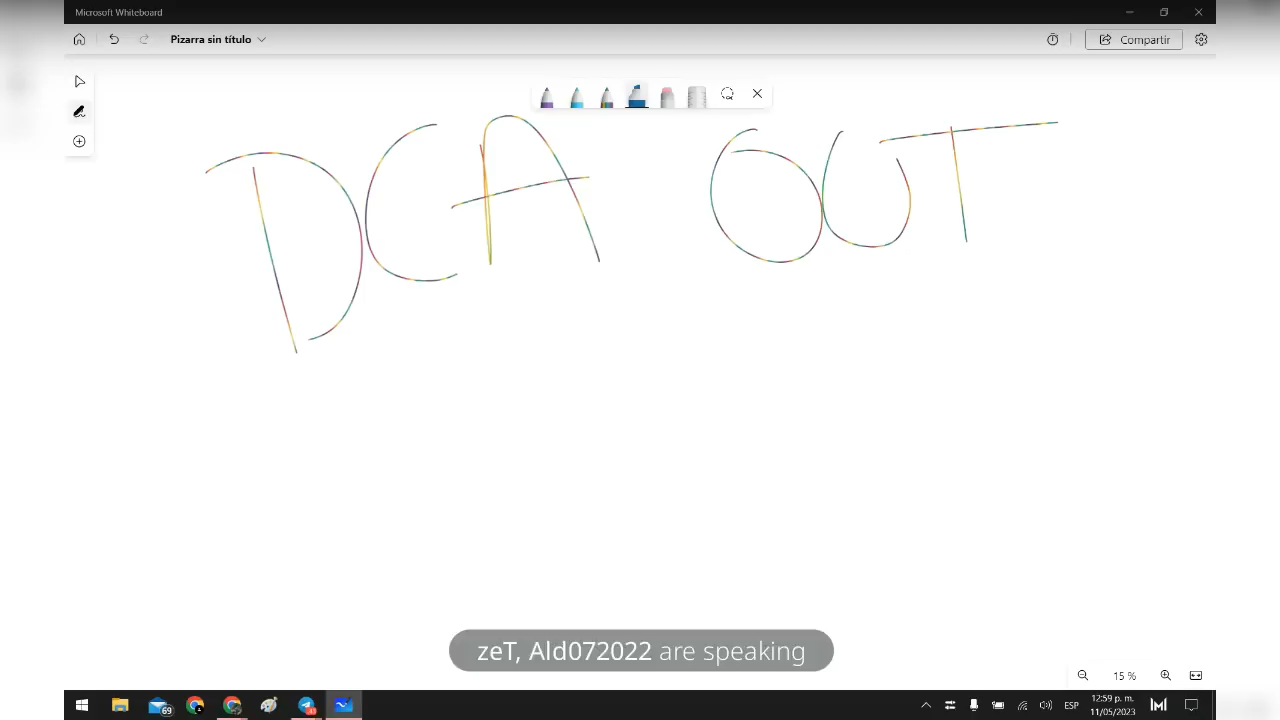 Microsoft Whiteboard
Pizarra sin título
Compartir
DCA OUT
zeT, Ald072022 are speaking
15 %
69
ESP
12:59 p. m.
11/05/2023